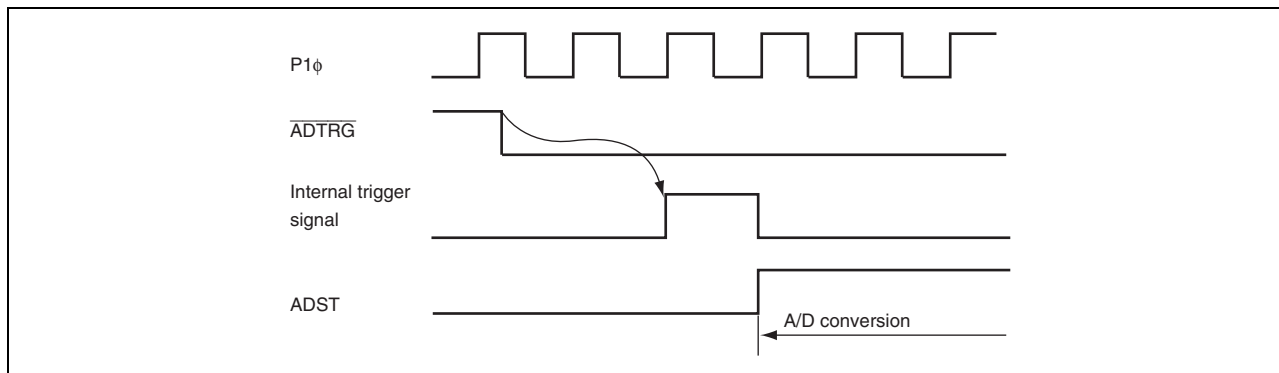 P1ϕ
ADTRG
Internal trigger
signal
ADST
A/D conversion